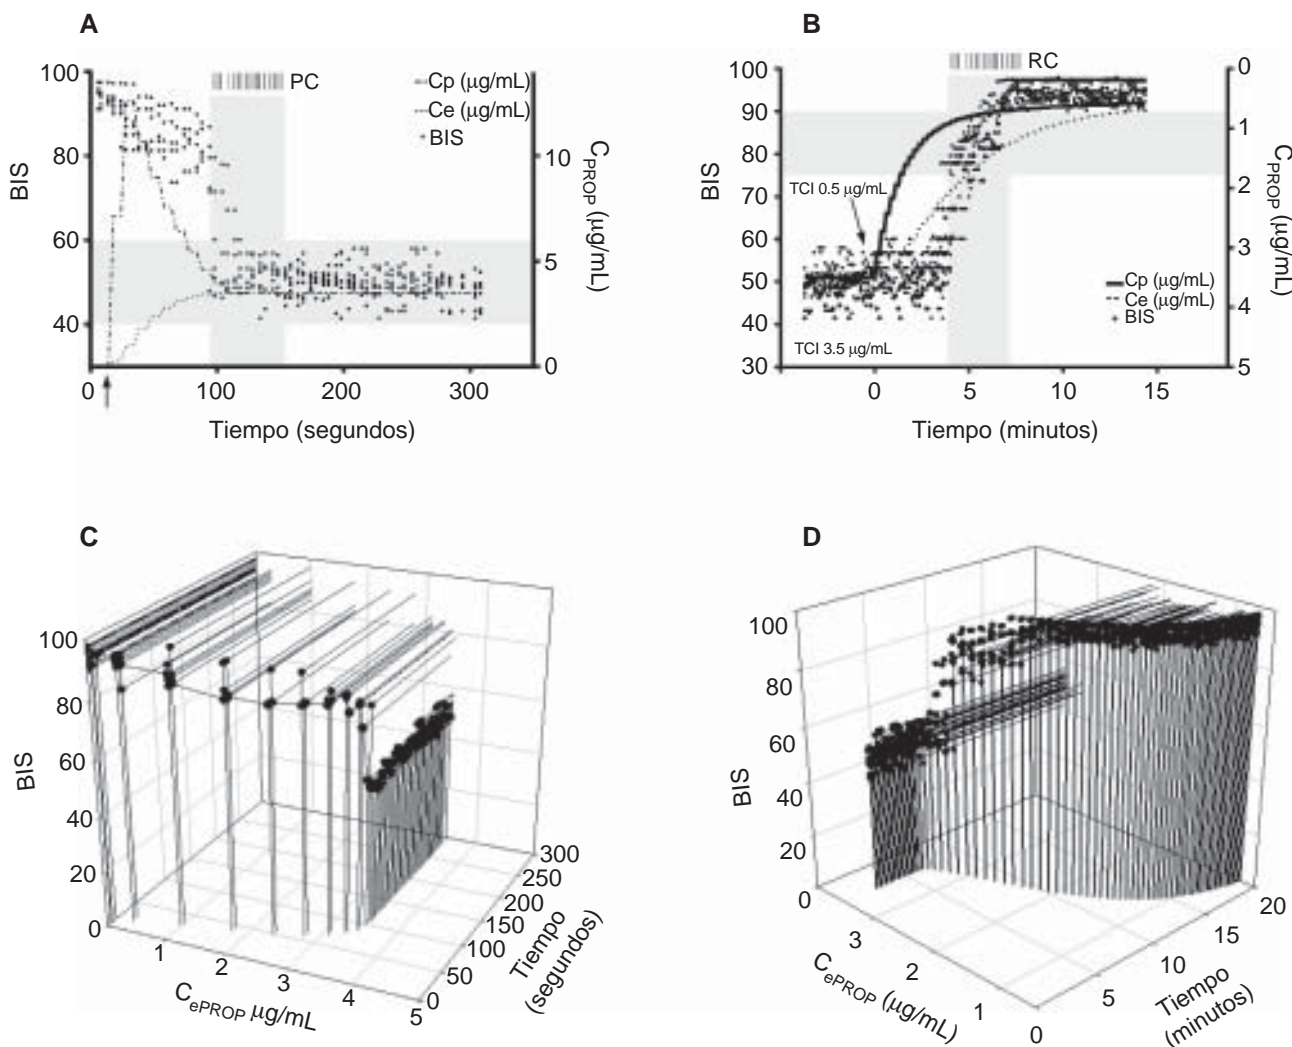 A
100
80
60
40
BIS
PC
Cp (μg/mL)
Ce (μg/mL)
BIS
10
5
0
C_PROP (μg/mL)
0
100
200
300
Tiempo (segundos)
B
100
90
80
70
60
50
40
30
BIS
RC
TCI 0.5 μg/mL
TCI 3.5 μg/mL
Cp (μg/mL)
Ce (μg/mL)
BIS
0
1
2
3
4
5
C_PROP (μg/mL)
0
5
10
15
Tiempo (minutos)
C
100
80
60
40
20
0
BIS
1
2
3
4
5
C_ePROP μg/mL
0
50
100
150
200
250
300
Tiempo
(segundos)
D
100
80
60
40
20
0
BIS
3
2
1
0
C_ePROP (μg/mL)
5
10
15
20
Tiempo
(minutos)